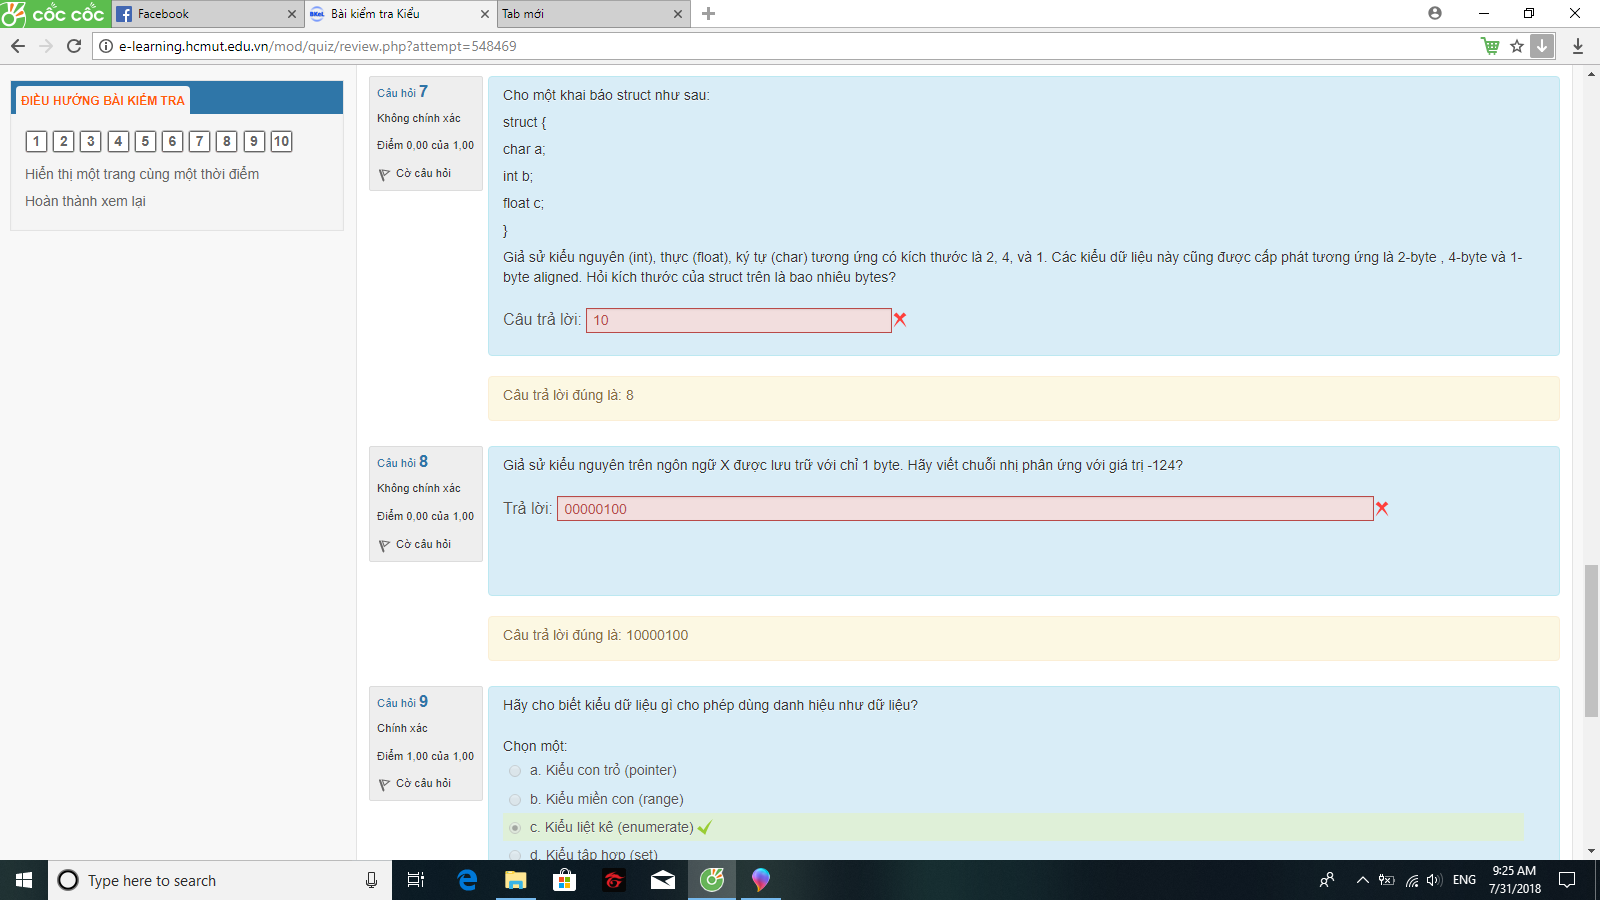 cốc cốc
Facebook
BKeL
Bài kiểm tra Kiểu
Tab mới
e-learning.hcmut.edu.vn/mod/quiz/review.php?attempt=548469
ĐIỀU HƯỚNG BÀI KIỂM TRA
1 2 3 4 5 6 7 8 9 10
Hiển thị một trang cùng một thời điểm
Hoàn thành xem lại
Câu hỏi 7
Không chính xác
Điểm 0,00 của 1,00
Cờ câu hỏi
Cho một khai báo struct như sau:
struct {
char a;
int b;
float c;
}
Giả sử kiểu nguyên (int), thực (float), ký tự (char) tương ứng có kích thước là 2, 4, và 1. Các kiểu dữ liệu này cũng được cấp phát tương ứng là 2-byte , 4-byte và 1-
byte aligned. Hỏi kích thước của struct trên là bao nhiêu bytes?
Câu trả lời: 10
Câu trả lời đúng là: 8
Câu hỏi 8
Không chính xác
Điểm 0,00 của 1,00
Cờ câu hỏi
Giả sử kiểu nguyên trên ngôn ngữ X được lưu trữ với chỉ 1 byte. Hãy viết chuỗi nhị phân ứng với giá trị -124?
Trả lời: 00000100
Câu trả lời đúng là: 10000100
Câu hỏi 9
Chính xác
Điểm 1,00 của 1,00
Cờ câu hỏi
Hãy cho biết kiểu dữ liệu gì cho phép dùng danh hiệu như dữ liệu?
Chọn một:
a. Kiểu con trỏ (pointer)
b. Kiểu miền con (range)
c. Kiểu liệt kê (enumerate)
d. Kiểu tập hợp (set)
Type here to search
ENG
9:25 AM
7/31/2018